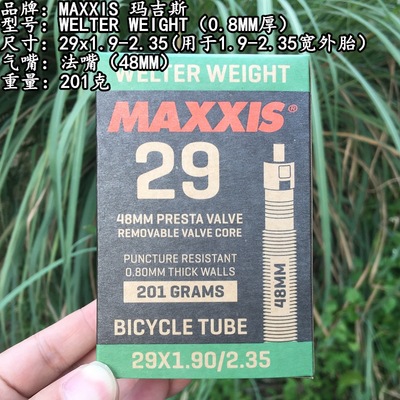 品牌：MAXXIS 玛吉斯
型号：WELTER WEIGHT（0.8MM厚）
尺寸：29x1.9-2.35(用于1.9-2.35宽外胎)
气嘴：法嘴（48MM）
重量：201克
WELTER WEIGHT
MAXXIS®
29
48MM PRESTA VALVE
REMOVABLE VALVE CORE
PUNCTURE RESISTANT
0.80MM THICK WALLS
201 GRAMS
48MM
BICYCLE TUBE
29X1.90/2.35